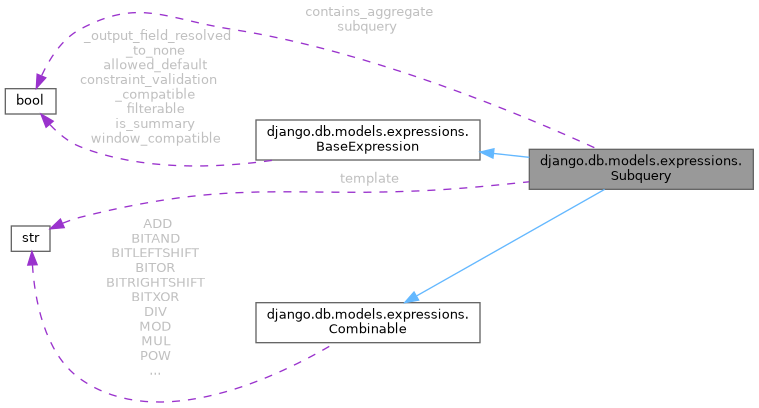 contains_aggregate
subquery
_output_field_resolved
_to_none
allowed_default
constraint_validation
_compatible
filterable
is_summary
window_compatible
bool
django.db.models.expressions.
BaseExpression
django.db.models.expressions.
Subquery
template
str
ADD
BITAND
BITLEFTSHIFT
BITOR
BITRIGHTSHIFT
BITXOR
DIV
MOD
MUL
POW
...
django.db.models.expressions.
Combinable